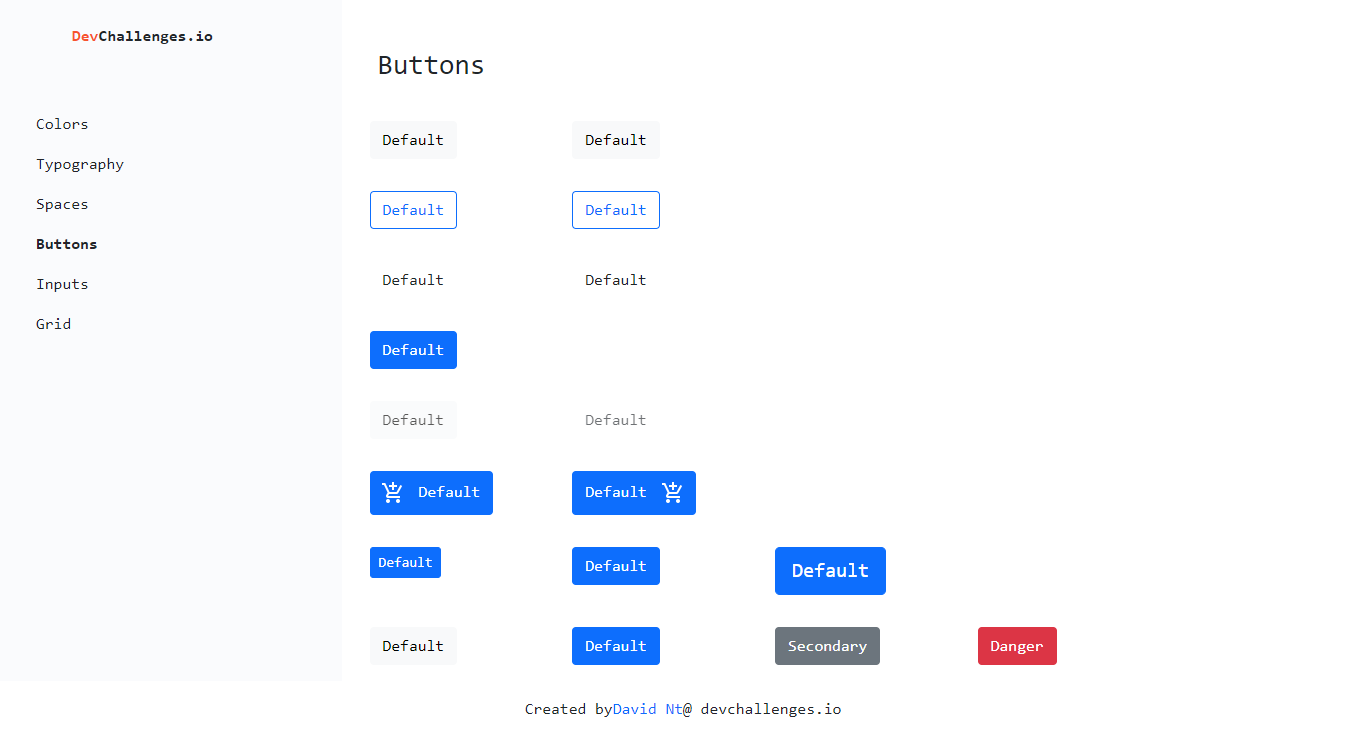 DevChallenges.io
Colors
Typography
Spaces
Buttons
Inputs
Grid
Buttons
Default Default
Default Default
Default Default
Default
Default Default
Default Default
Default Default Default
Default Default Secondary Danger
Created byDavid Nt@ devchallenges.io